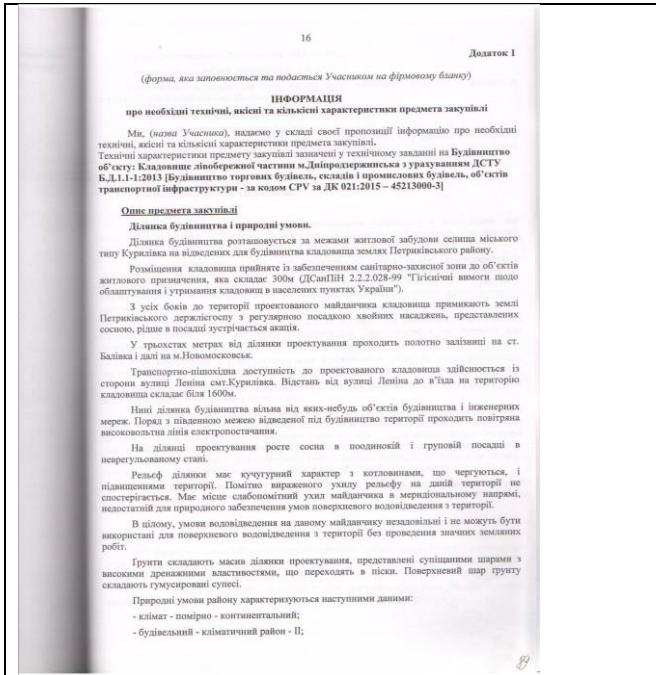 16
Додаток 1
(форма, яка заповнюється та подається Учасником на фірмовому бланку)
ІНФОРМАЦІЯ
про необхідні технічні, якісні та кількісні характеристики предмета закупівлі
Ми, (назва Учасника), надаємо у складі своєї пропозиції інформацію про необхідні
технічні, якісні та кількісні характеристики предмета закупівлі.
Технічні характеристики предмету закупівлі зазначені у технічному завданні на Будівництво
об'єкту: Кладовище лівобережної частини м.Дніпродзержинська з урахуванням ДСТУ
Б.Д.1.1-1:2013 [Будівництво торгових будівель, складів і промислових будівель, об'єктів
транспортної інфраструктури - за кодом CPV за ДК 021:2015 – 45213000-3]
Опис предмета закупівлі
Ділянка будівництва і природні умови.
Ділянка будівництва розташовується за межами житлової забудови селища міського
типу Курилівка на відведених для будівництва кладовища землях Петриківського району.
Розміщення кладовища прийняте із забезпеченням санітарно-захисної зони до об'єктів
житлового призначення, яка складає 300м (ДСанПіН 2.2.2.028-99 "Гігієнічні вимоги щодо
облаштування і утримання кладовищ в населених пунктах України").
З усіх боків до території проектованого майданчика кладовища примикають землі
Петриківського держлісгоспу з регулярною посадкою хвойних насаджень, представлених
сосною, рідше в посадці зустрічається акація.
У трьохстах метрах від ділянки проектування проходить полотно залізниці на ст.
Балівка і далі на м.Новомосковськ.
Транспортно-пішохідна доступність до проектованого кладовища здійснюється із
сторони вулиці Леніна смт.Курилівка. Відстань від вулиці Леніна до в'їзда на територію
кладовища складає біля 1600м.
Нині ділянка будівництва вільна від яких-небудь об'єктів будівництва і інженерних
мереж. Поряд з південною межею відведеної під будівництво території проходить повітряна
високовольтна лінія електропостачання.
На ділянці проектування росте сосна в поодинокій і груповій посадці в
неврегульованому стані.
Рельєф ділянки має кучугурний характер з котловинами, що чергуються, і
підвищеннями території. Помітно вираженого ухилу рельєфу на даній території не
спостерігається. Має місце слабопомітний ухил майданчика в меридіональному напрямі,
недостатній для природного забезпечення умов поверхневого водовідведення з території.
В цілому, умови водовідведення на даному майданчику незадовільні і не можуть бути
використані для поверхневого водовідведення з території без проведення значних земляних
робіт.
Ґрунти складають масив ділянки проектування, представлені супіщаними шарами з
високими дренажними властивостями, що переходять в піски. Поверхневий шар ґрунту
складають гумусировані супесі.
Природні умови району характеризуются наступними даними:
- клімат - помірно - континентальний;
- будівельний - кліматичний район - II;
89